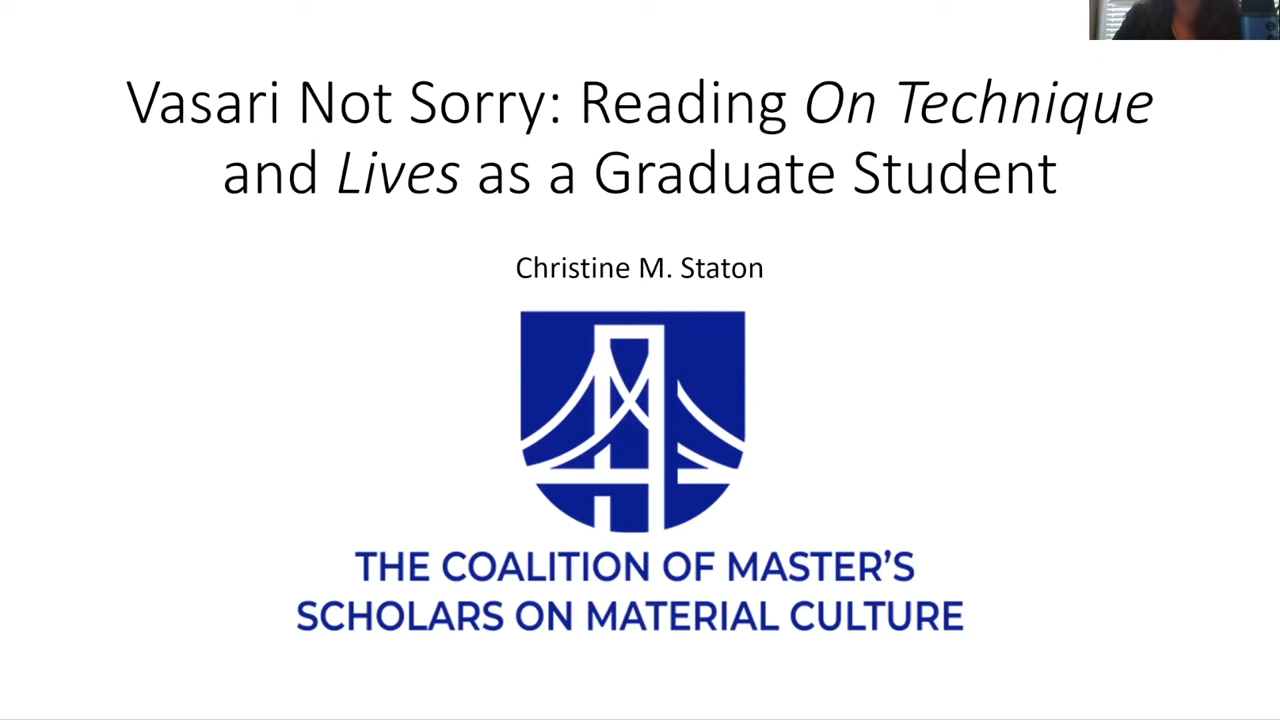 Vasari Not Sorry: Reading On Technique
and Lives as a Graduate Student
Christine M. Staton
THE COALITION OF MASTER’S
SCHOLARS ON MATERIAL CULTURE